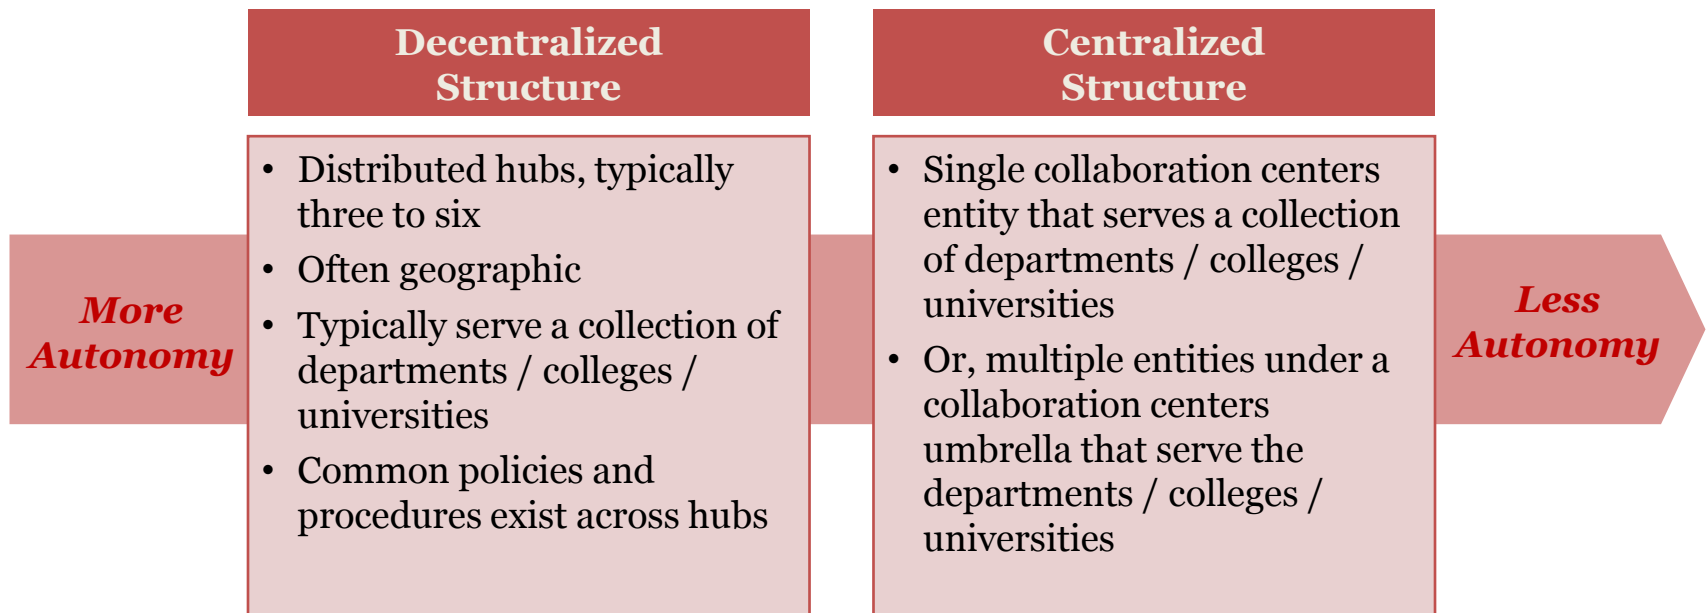 Decentralized
Structure
Centralized
Structure
More
Autonomy
• Distributed hubs, typically
three to six
• Often geographic
• Typically serve a collection of
departments / colleges /
universities
• Common policies and
procedures exist across hubs
• Single collaboration centers
entity that serves a collection
of departments / colleges /
universities
• Or, multiple entities under a
collaboration centers
umbrella that serve the
departments / colleges /
universities
Less
Autonomy